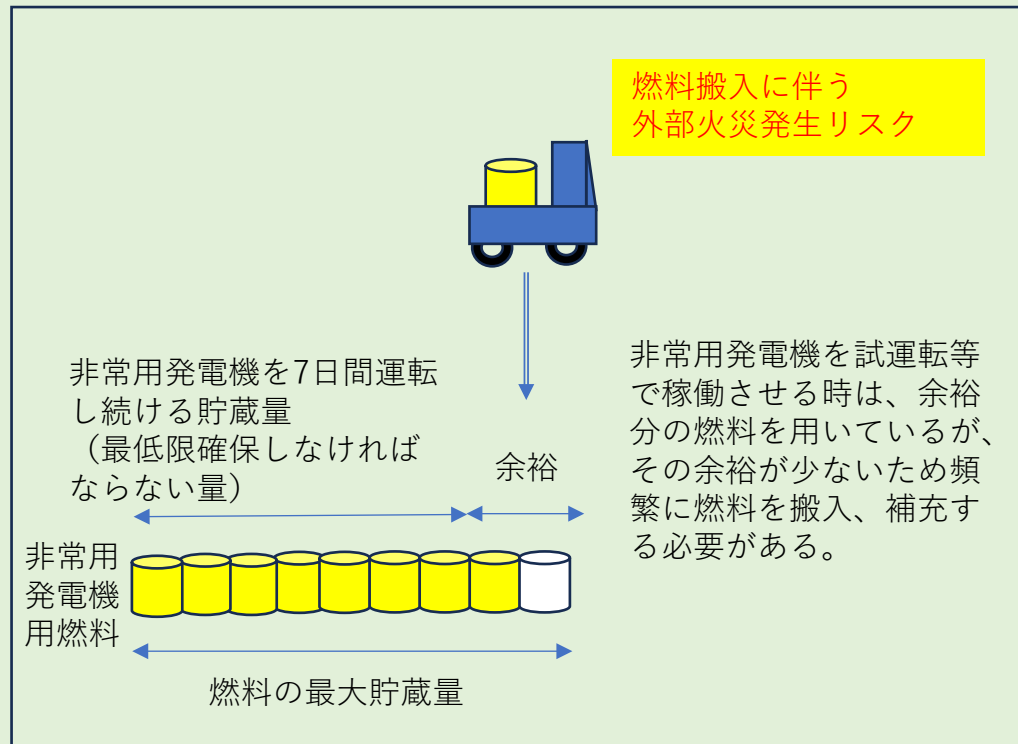 燃料搬入に伴う
外部火災発生リスク
非常用発電機を7日間運転
し続ける貯蔵量
（最低限確保しなければ
ならない量）
余裕
非常用発電機を試運転等
で稼働させる時は、余裕
分の燃料を用いているが、
その余裕が少ないため頻
繁に燃料を搬入、補充す
る必要がある。
非常用
発電機
用燃料
燃料の最大貯蔵量